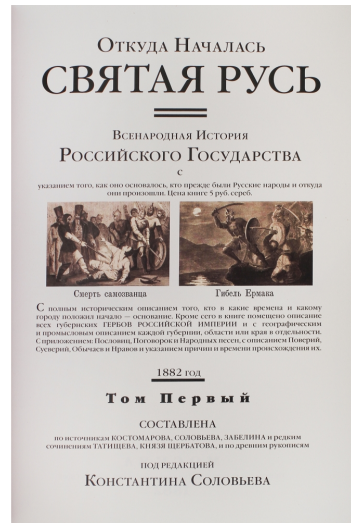 Откуда Началась
СВЯТАЯ РУСЬ
Всенародная История
Российского Государства
с
указанием того, как оно основалось, кто прежде были Русские народы и откуда
они произошли. Цена книге 5 руб. сереб.
Смерть самозванца
Гибель Ермака
С полным историческим описанием того, кто в какие времена и какому
городу положил начало — основание. Кроме сего в книге помещено описание
всех губернских ГЕРБОВ РОССИЙСКОЙ ИМПЕРИИ и с географическим
и промысловым описанием каждой губернии, области или края в отдельности.
С приложением: Пословиц, Поговорок и Народных песен, с описанием Поверий,
Суеверий, Обычаев и Нравов и указанием причин и времени происхождения их.
1882 год
Том Первый
СОСТАВЛЕНА
по источникам КОСТОМАРОВА, СОЛОВЬЕВА, ЗАБЕЛИНА и редким
сочинениям ТАТИЩЕВА, КНЯЗЯ ЩЕРБАТОВА, и по древним рукописям
ПОД РЕДАКЦИЕЙ
Константина Соловьева